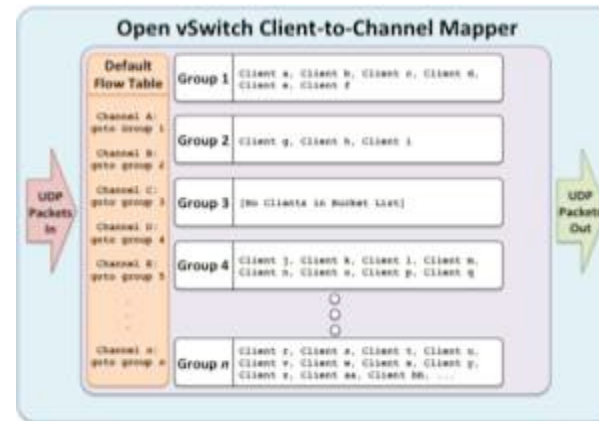 Open vSwitch Client-to-Channel Mapper
Default
Flow Table
Channel A:
goto Group 1
Channel B:
goto group 2
Channel C:
goto group 3
Channel D:
goto group 4
Channel E:
goto group 5
.
.
.
Channel n:
goto group n
Group 1
Client a, Client b, Client c, Client d,
Client e, Client f
Group 2
Client g, Client h, Client i
Group 3
[No Clients in Bucket List]
Group 4
Client j, Client k, Client l, Client m,
Client n, Client o, Client p, Client q
Group n
Client r, Client s, Client t, Client u,
Client v, Client w, Client x, Client y,
Client z, Client aa, Client bb, ...
UDP
Packets
In
UDP
Packets
Out